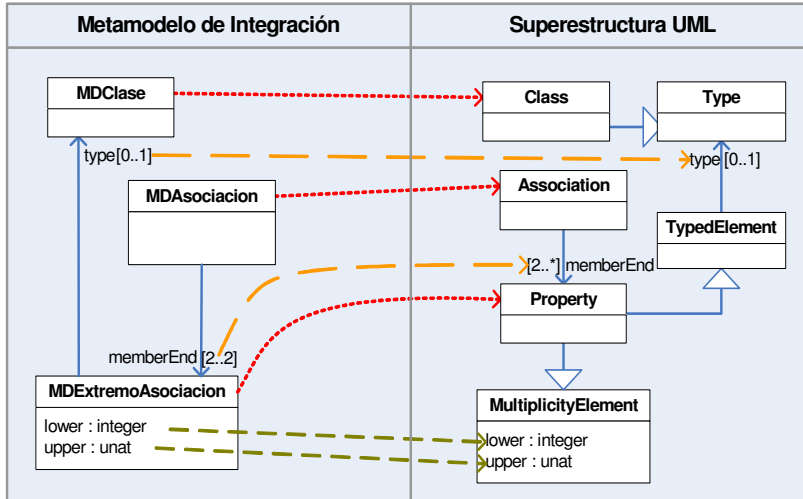 Metamodelo de Integración
Superestructura UML
MDClase
Class
Type
type[0..1]
type [0..1]
MDAsociacion
Association
TypedElement
[2..*] memberEnd
Property
memberEnd [2..2]
MDExtremoAsociacion
lower : integer
upper : unat
MultiplicityElement
lower : integer
upper : unat